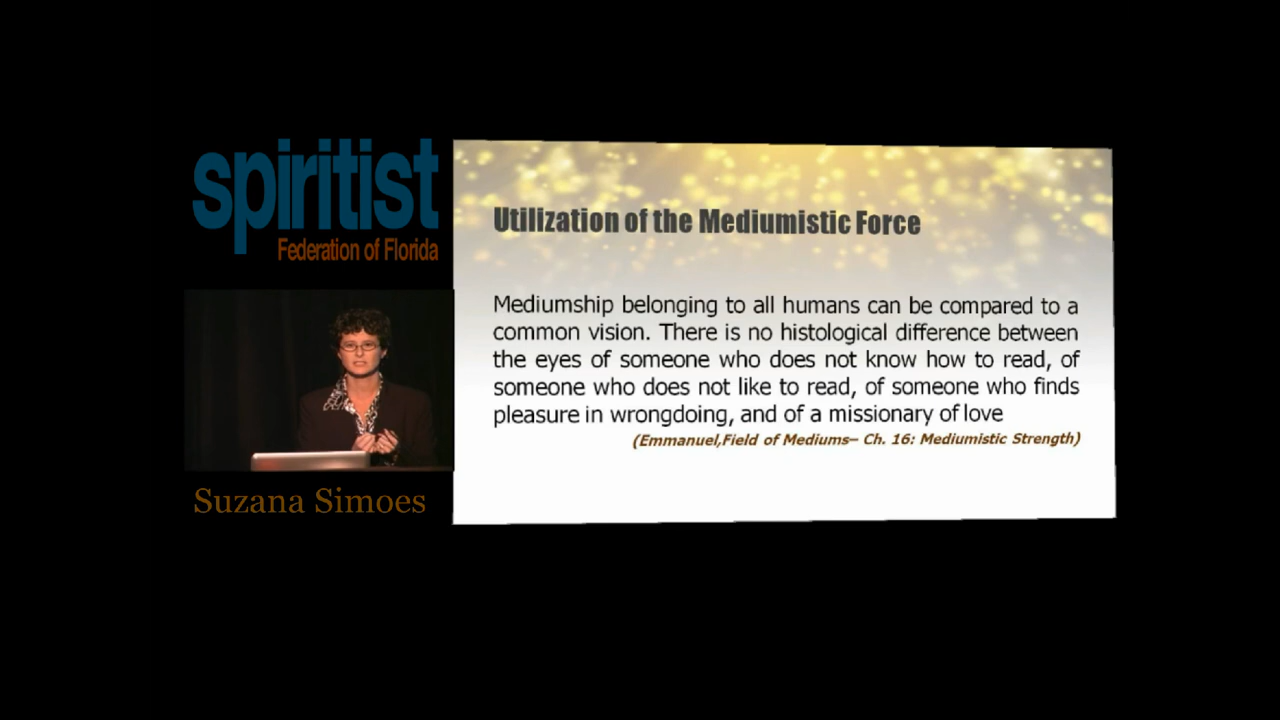 spiritist
Federation of Florida
Suzana Simoes
Utilization of the Mediumistic Force
Mediumship belonging to all humans can be compared to a
common vision. There is no histological difference between
the eyes of someone who does not know how to read, of
someone who does not like to read, of someone who finds
pleasure in wrongdoing, and of a missionary of love
(Emmanuel,Field of Mediums– Ch. 16: Mediumistic Strength)